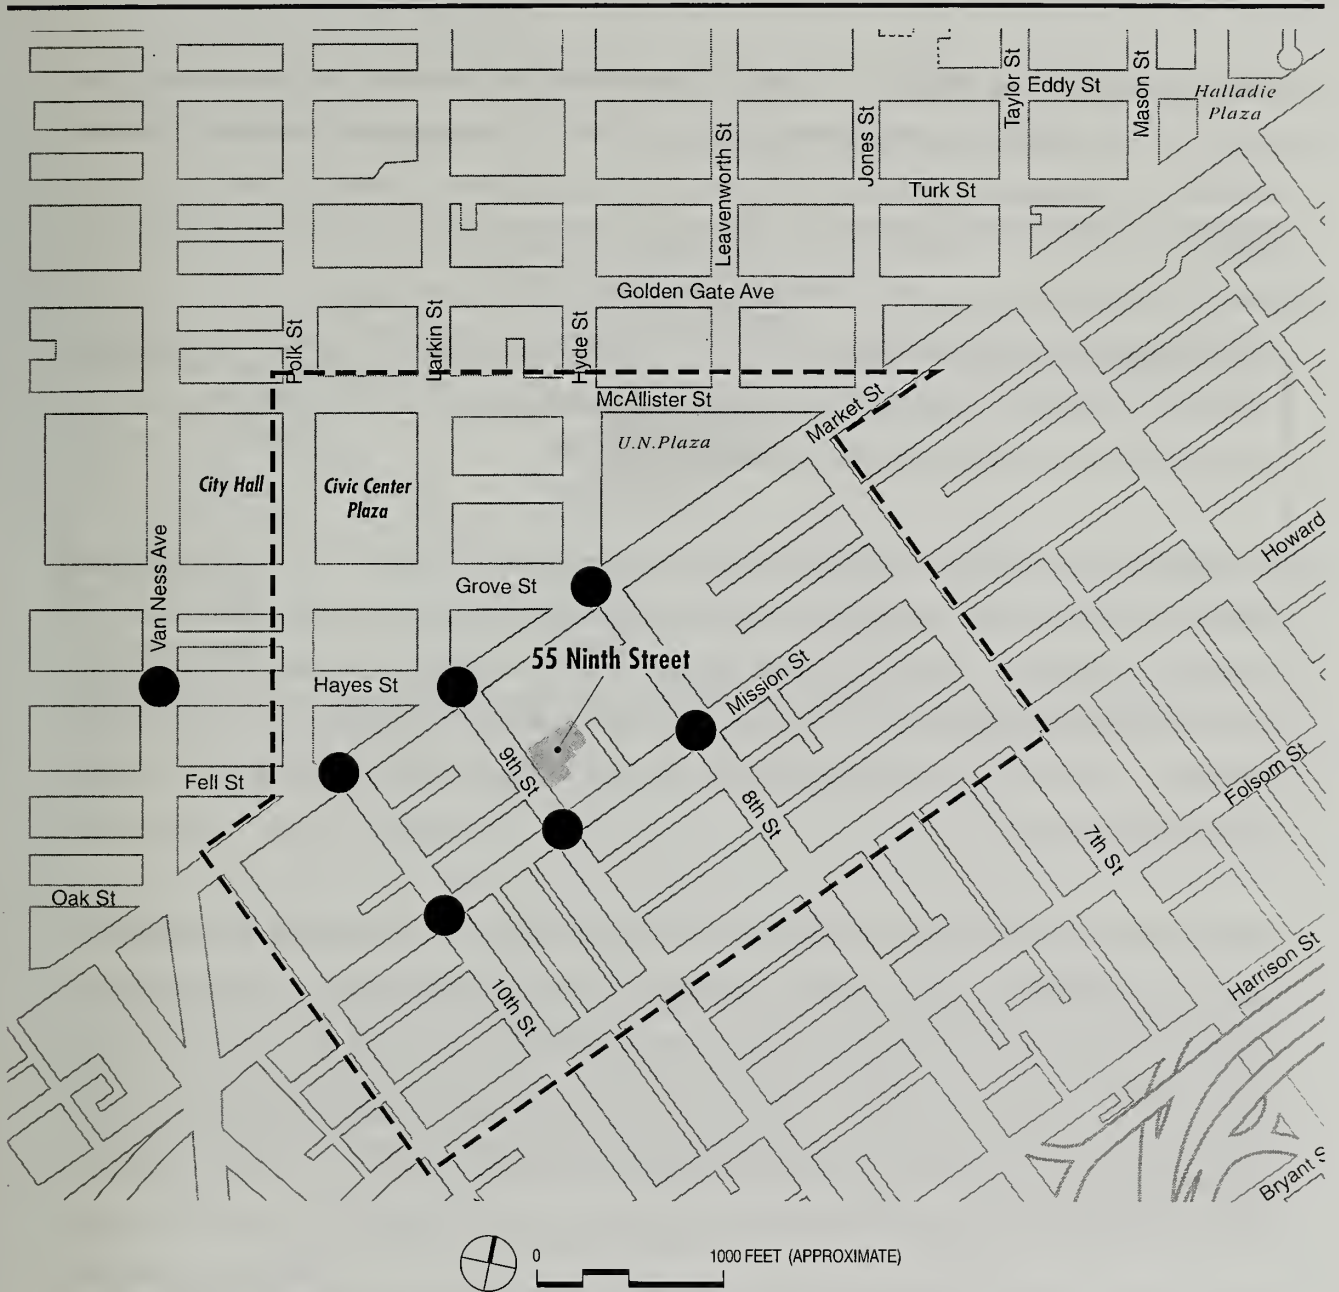 Taylor St
Mason St
Eddy St
Halladie
Plaza
Leavenworth St
Jones St
Turk St
Golden Gate Ave
Polk St
Larkin St
Hyde St
McAllister St
Market St
U.N.Plaza
City Hall
Civic Center
Plaza
Howard
Van Ness Ave
Grove St
55 Ninth Street
Hayes St
Mission St
9th St
Fell St
8th St
Folsom St
7th St
Oak St
Harrison St
10th St
Bryant S
0
1000 FEET (APPROXIMATE)